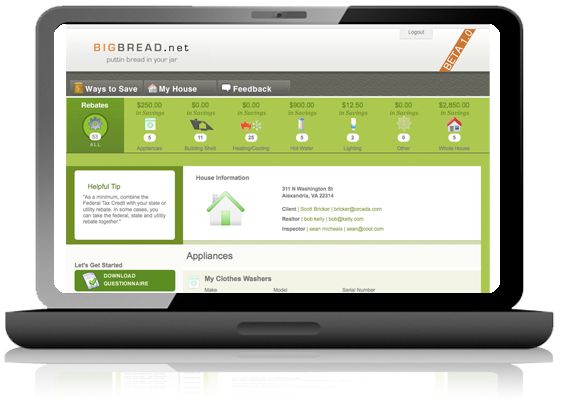 Logout
BIGBREAD.net
puttin bread in your jar
BETA 1.0
Ways to Save My House Feedback
Rebates $250.00 $0.00 $0.00 $900.00 $12.50 $0.00 $2,850.00
in Savings in Savings in Savings in Savings in Savings in Savings in Savings
53 8 11 25 5 2 0 5
ALL Appliances Building Shell Heating/Cooling Hot Water Lighting Other Whole House
Helpful Tip
"As a minimum, combine the
Federal Tax Credit with your state or
utility rebate. In some cases, you
can take the federal, state and utility
rebate together."
House Information
311 N Washington St
Alexandria, VA 22314
Client | Scott Bricker | bricker@orcada.com
Realtor | bob kelly | bob@kelly.com
Inspector | sean micheals | sean@cool.com
Let's Get Started
DOWNLOAD
QUESTIONNAIRE
Appliances
My Clothes Washers
Make Model Serial Number